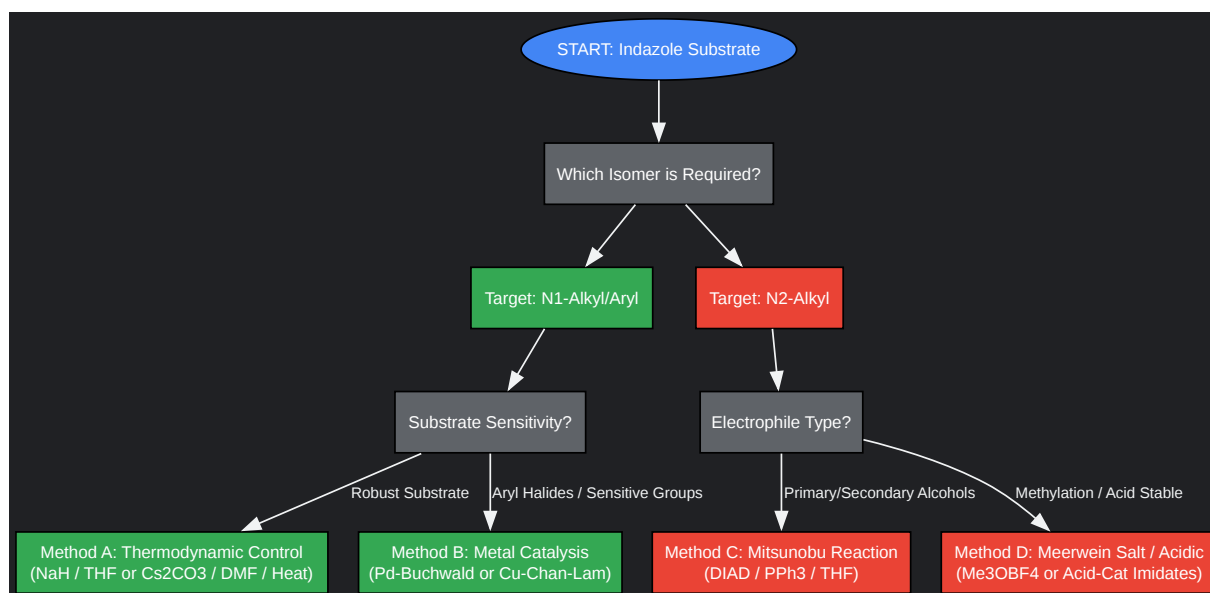 START: Indazole Substrate
Which Isomer is Required?
Target: N1-Alkyl/Aryl
Target: N2-Alkyl
Substrate Sensitivity?
Electrophile Type?
Robust Substrate
Aryl Halides / Sensitive Groups
Primary/Secondary Alcohols
Methylation / Acid Stable
Method A: Thermodynamic Control
(NaH / THF or Cs2CO3 / DMF / Heat)
Method B: Metal Catalysis
(Pd-Buchwald or Cu-Chan-Lam)
Method C: Mitsunobu Reaction
(DIAD / PPh3 / THF)
Method D: Meerwein Salt / Acidic
(Me3OBF4 or Acid-Cat Imidates)